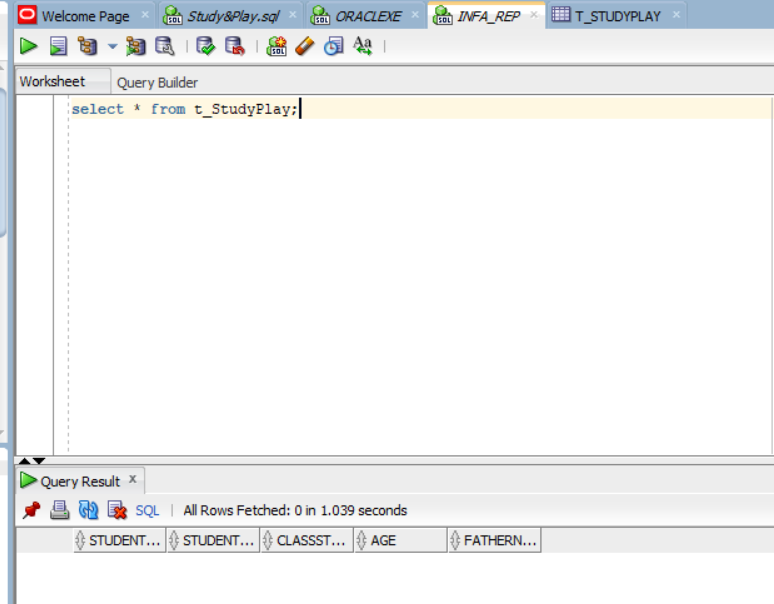 Welcome Page × Study&Play.sql × ORACLEXE × INFA_REP × T_STUDYPLAY ×
Aa
Worksheet Query Builder
select * from t_StudyPlay;
Query Result ×
SQL | All Rows Fetched: 0 in 1.039 seconds
STUDENT... STUDENT... CLASSST... AGE FATHERN...